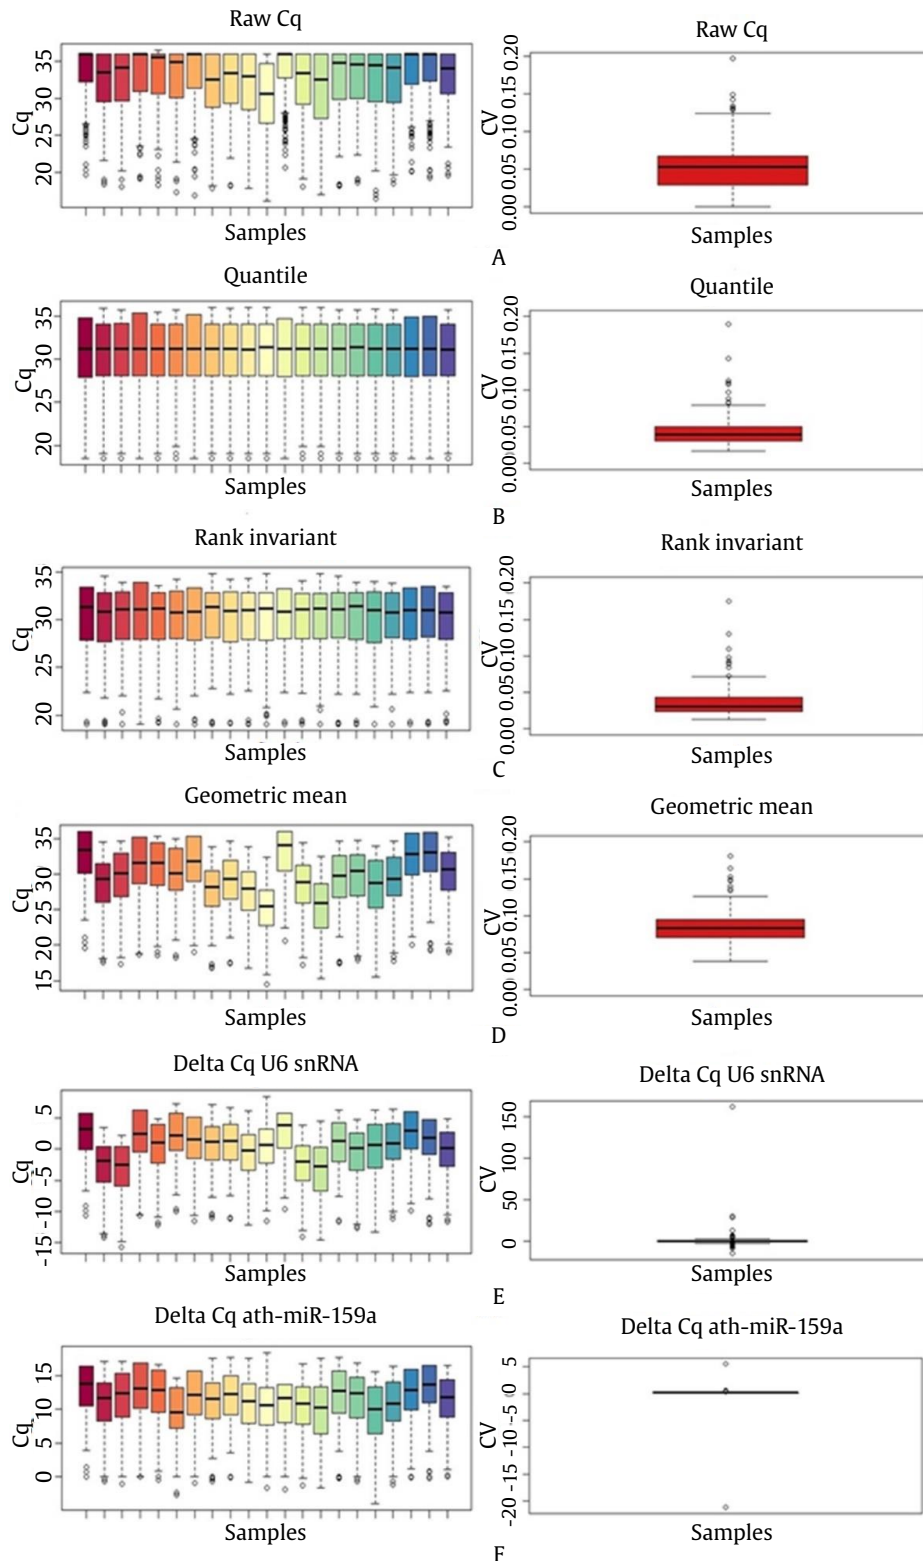 Raw Cq
Cq
35
30
25
20
Samples
Raw Cq
CV
0.00 0.05 0.10 0.15 0.20
Samples
A
Quantile
Cq
35
30
25
20
Samples
Quantile
CV
0.00 0.05 0.10 0.15 0.20
Samples
B
Rank invariant
Cq
35
30
25
20
Samples
Rank invariant
CV
0.00 0.05 0.10 0.15 0.20
Samples
C
Geometric mean
Cq
35
30
25
20
15
Samples
Geometric mean
CV
0.00 0.05 0.10 0.15 0.20
Samples
D
Delta Cq U6 snRNA
Cq
5
0
-5
-10
-15
Samples
Delta Cq U6 snRNA
CV
150
100
50
0
Samples
E
Delta Cq ath-miR-159a
Cq
15
10
5
0
Samples
Delta Cq ath-miR-159a
CV
5
0
-5
-10
-15
-20
Samples
F